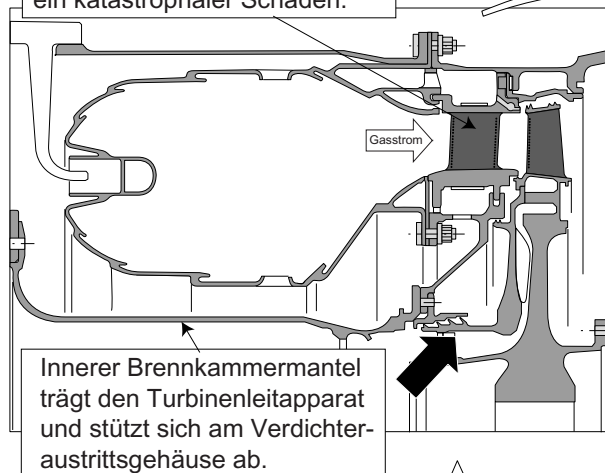 ein katastrophaler Schaden.
Gasstrom
Innerer Brennkammermantel
trägt den Turbinenleitapparat
und stützt sich am Verdichter-
austrittsgehäuse ab.